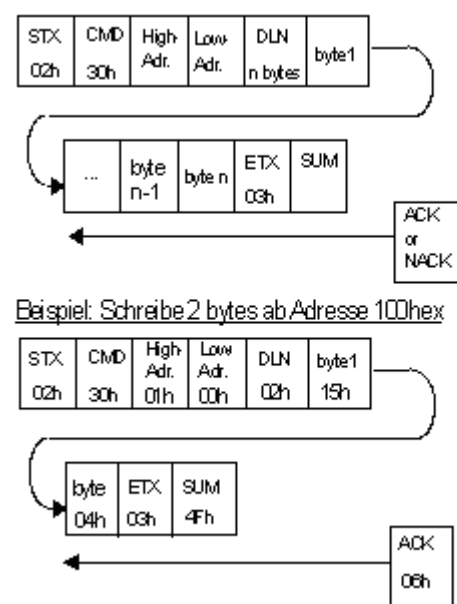 STX CMD High- Low- DLN byte1
02h 30h Adr. Adr. n bytes
... byte byte n ETX SUM
n-1 03h
ACK
or
NACK
Beispiel: Schreibe 2 bytes ab Adresse 100hex
STX CMD High- Low- DLN byte1
Adr. Adr.
02h 30h 01h 00h 02h 15h
byte ETX SUM
04h 03h 4Fh
ACK
06h